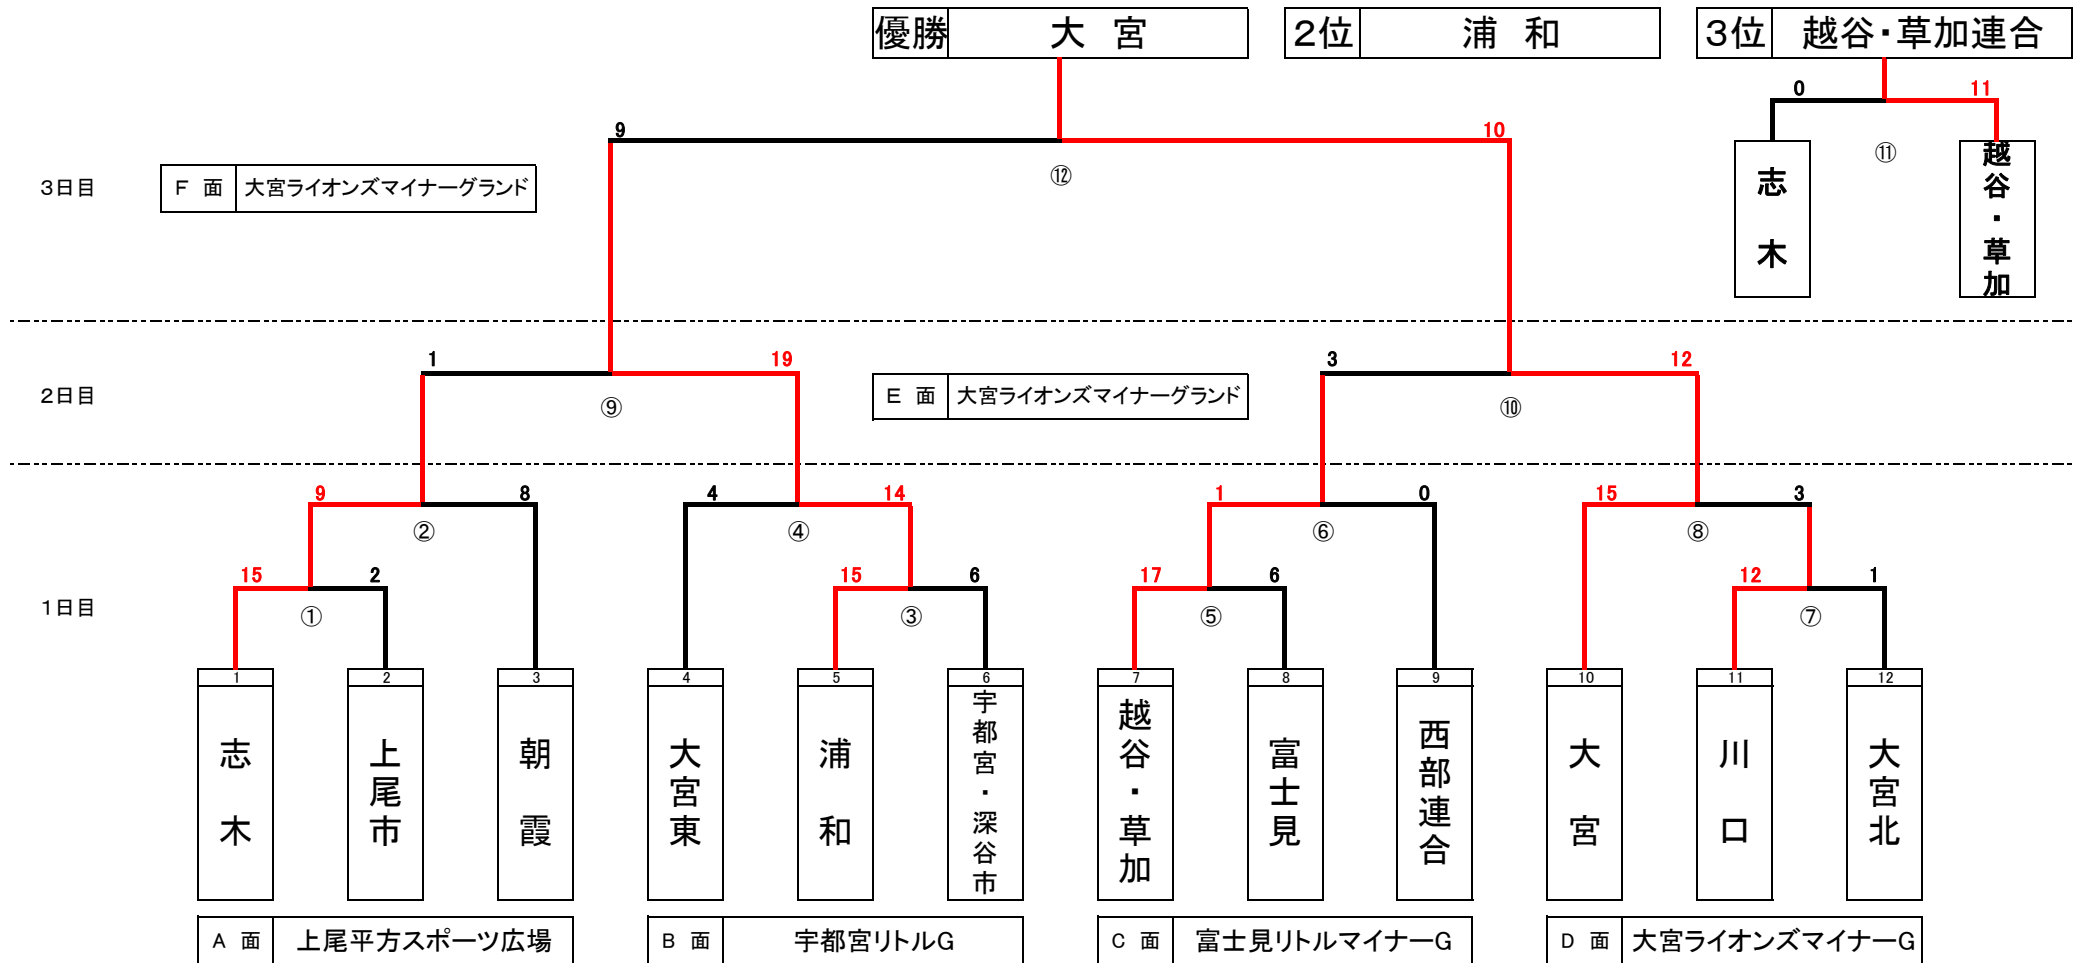 優勝 大 宮 2位 浦 和 3位 越谷・草加連合
0 11
9 10
⑪
志木 越谷・草加
3日目 F 面 大宮ライオンズマイナーグランド
⑫
1 19 3 12
2日目 E 面 大宮ライオンズマイナーグランド
⑨ ⑩
9 8 4 14 1 0 15 3
② ④ ⑥ ⑧
15 2 15 6 17 6 12 1
1日目
① ③ ⑤ ⑦
1 2 3 4 5 6 7 8 9 10 11 12
志木
上尾市
朝霞
大宮東
浦和
宇都宮・深谷市
越谷・草加
富士見
西部連合
大宮
川口
大宮北
A 面 上尾平方スポーツ広場
B 面 宇都宮リトルG
C 面 富士見リトルマイナーG
D 面 大宮ライオンズマイナーG